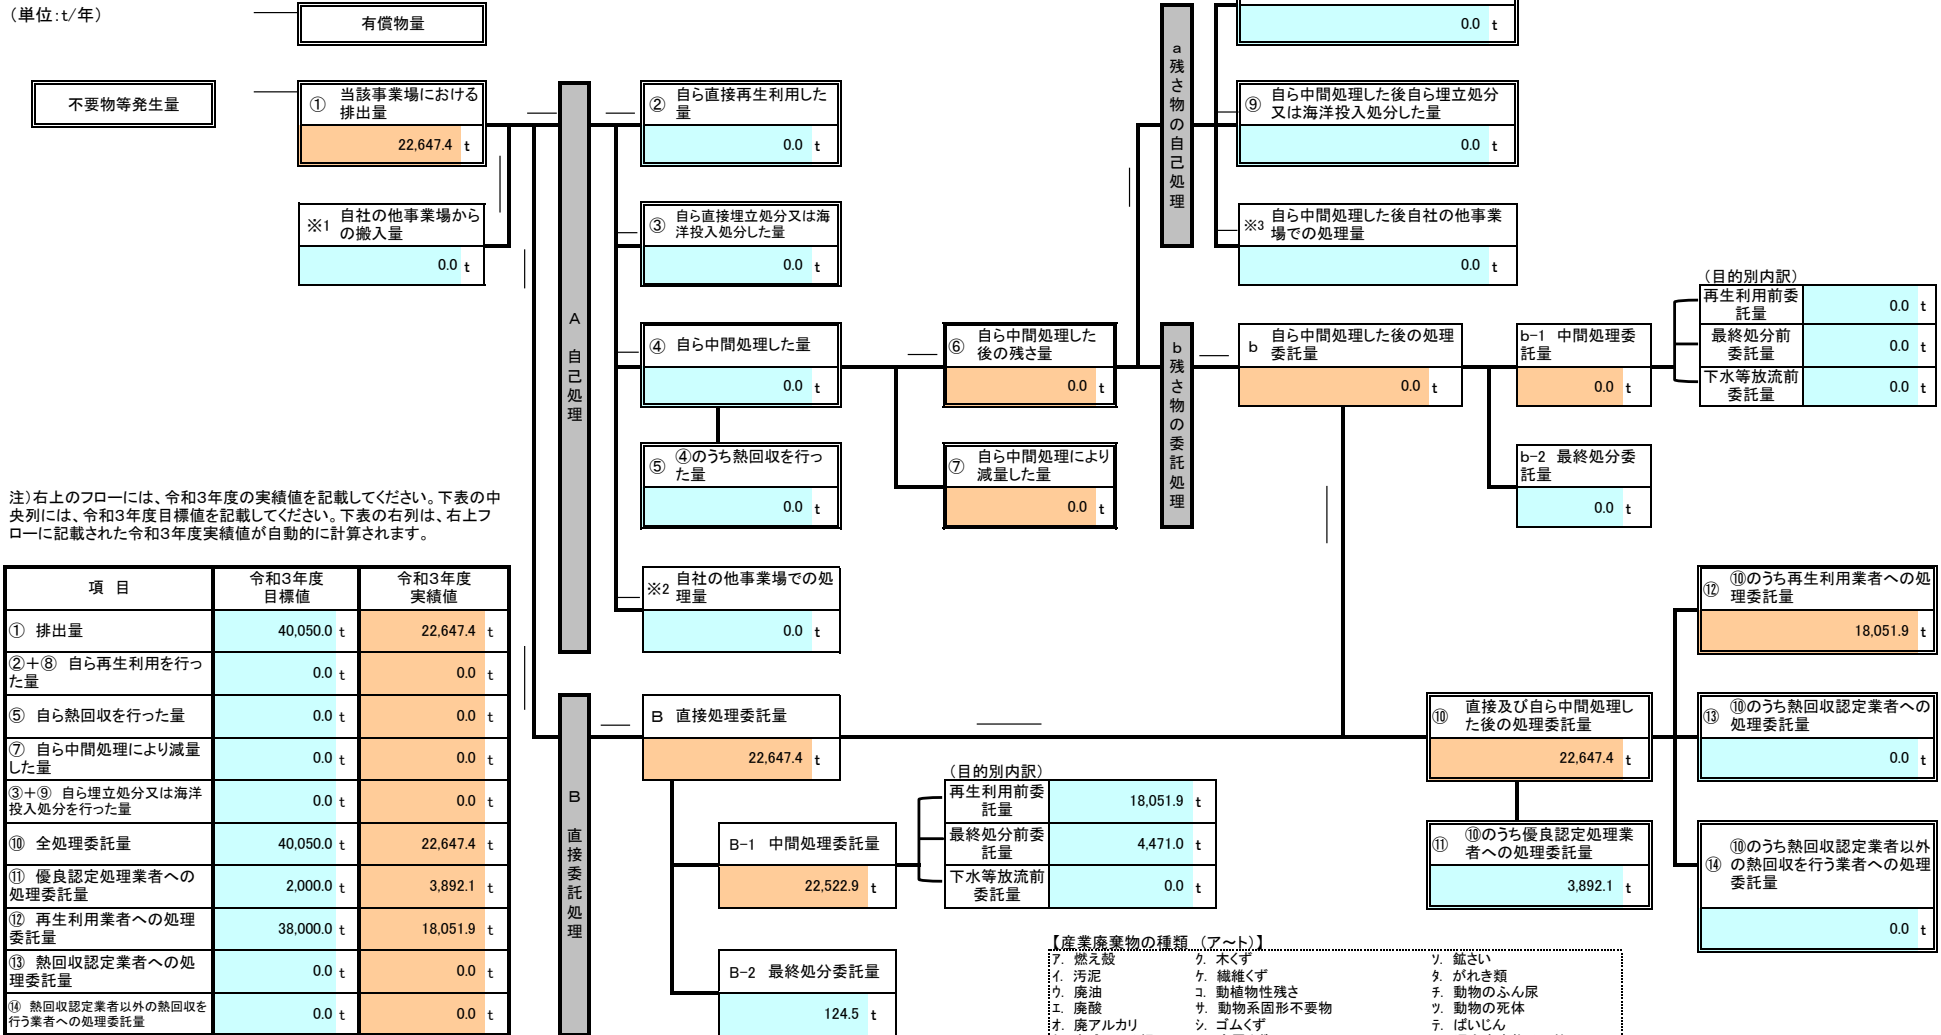 (単位:t/年)
有償物量
0.0 t
不要物等発生量
① 当該事業場における
排出量
22,647.4 t
※1 自社の他事業場から
の搬入量
0.0 t
A 自己処理
② 自ら直接再生利用した
量
0.0 t
③ 自ら直接埋立処分又は海
洋投入処分した量
0.0 t
④ 自ら中間処理した量
0.0 t
⑤ ④のうち熱回収を行っ
た量
0.0 t
※2 自社の他事業場での処
理量
0.0 t
⑥ 自ら中間処理した
後の残さ量
0.0 t
⑦ 自ら中間処理により
減量した量
0.0 t
a 残さ物の自己処理
⑨ 自ら中間処理した後自ら埋立処分
又は海洋投入処分した量
0.0 t
※3 自ら中間処理した後自社の他事業
場での処理量
0.0 t
b 残さ物の委託処理
b 自ら中間処理した後の処理
委託量
0.0 t
b-1 中間処理委
託量
0.0 t
b-2 最終処分委
託量
0.0 t
(目的別内訳)
再生利用前委
託量
0.0 t
最終処分前
委託量
0.0 t
下水等放流前
委託量
0.0 t
注)右上のフローには、令和3年度の実績値を記載してください。下表の中
央列には、令和3年度目標値を記載してください。下表の右列は、右上フ
ローに記載された令和3年度実績値が自動的に計算されます。
項 目 令和3年度
目標値 令和3年度
実績値
① 排出量 40,050.0 t 22,647.4 t
②+⑧ 自ら再生利用を行っ
た量 0.0 t 0.0 t
⑤ 自ら熱回収を行った量 0.0 t 0.0 t
⑦ 自ら中間処理により減量
した量 0.0 t 0.0 t
③+⑨ 自ら埋立処分又は海洋
投入処分を行った量 0.0 t 0.0 t
⑩ 全処理委託量 40,050.0 t 22,647.4 t
⑪ 優良認定処理業者への
処理委託量 2,000.0 t 3,892.1 t
⑫ 再生利用業者への処理
委託量 38,000.0 t 18,051.9 t
⑬ 熱回収認定業者への処
理委託量 0.0 t 0.0 t
⑭ 熱回収認定業者以外の熱回収を
行う業者への処理委託量 0.0 t 0.0 t
B 直接委託処理
B 直接処理委託量
22,647.4 t
B-1 中間処理委託量
22,522.9 t
B-2 最終処分委託量
124.5 t
(目的別内訳)
再生利用前委
託量
18,051.9 t
最終処分前委
託量
4,471.0 t
下水等放流前
委託量
0.0 t
⑩ 直接及び自ら中間処理し
た後の処理委託量
22,647.4 t
⑪ ⑩のうち優良認定処理業
者への処理委託量
3,892.1 t
⑫ ⑩のうち再生利用業者への処
理委託量
18,051.9 t
⑬ ⑩のうち熱回収認定業者への
処理委託量
0.0 t
⑭ ⑩のうち熱回収認定業者以外
の熱回収を行う業者への処理
委託量
0.0 t
【産業廃棄物の種類 (ア~ト)】
ア. 燃え殻 ク. 木くず ソ. 鉱さい
イ. 汚泥 ケ. 繊維くず タ. がれき類
ウ. 廃油 コ. 動植物性残さ チ. 動物のふん尿
エ. 廃酸 サ. 動物系固形不要物 ツ. 動物の死体
オ. 廃アルカリ シ. ゴムくず テ. ばいじん